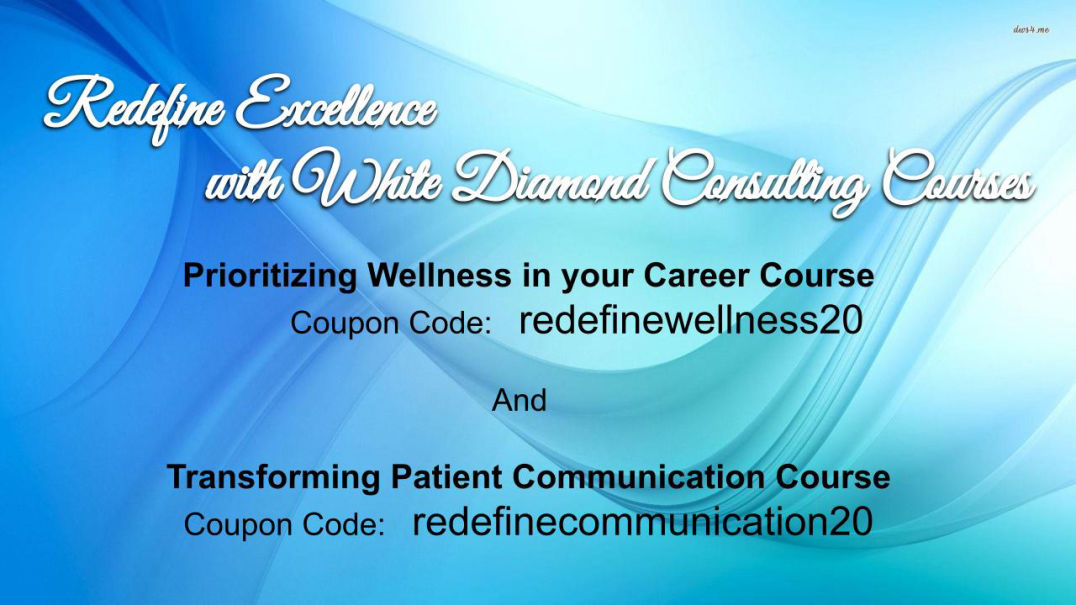 dws4.me
Redefine Excellence
with White Diamond Consulting Courses
Prioritizing Wellness in your Career Course
Coupon Code: redefinewellness20
And
Transforming Patient Communication Course
Coupon Code: redefinecommunication20